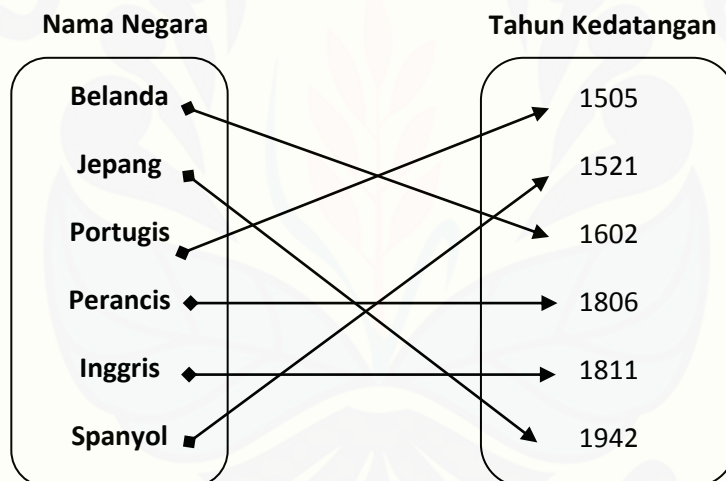 Nama Negara
Tahun Kedatangan
Belanda
1505
Jepang
1521
Portugis
1602
Perancis
1806
Inggris
1811
Spanyol
1942